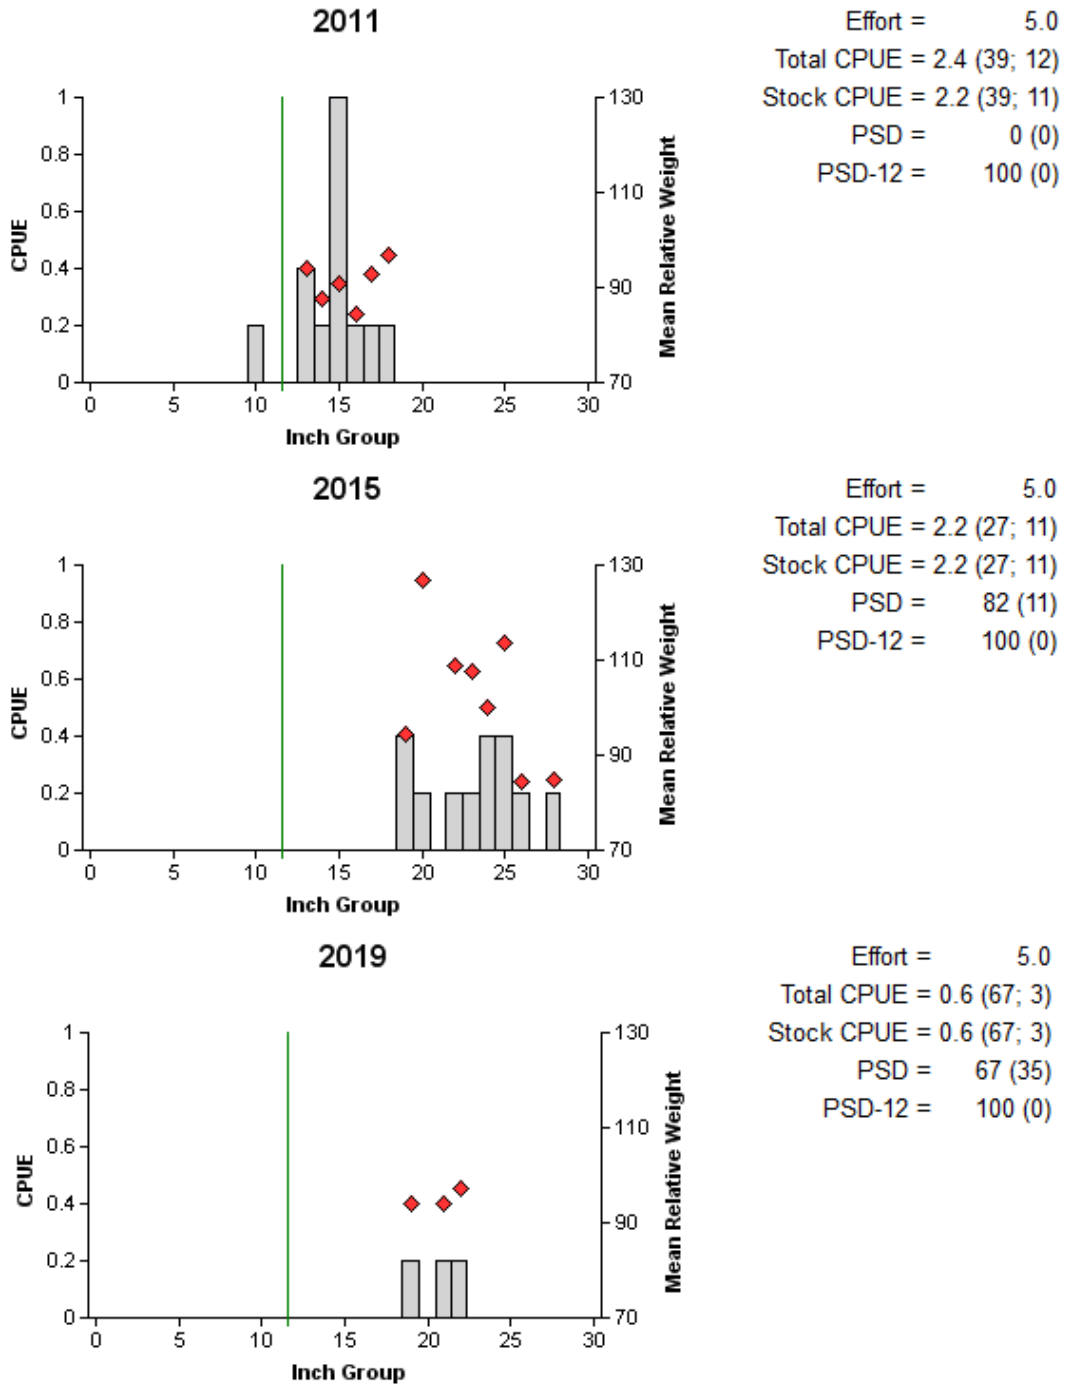 2011
Effort = 5.0
Total CPUE = 2.4 (39; 12)
Stock CPUE = 2.2 (39; 11)
PSD = 0 (0)
PSD-12 = 100 (0)
1
0.8
0.6
0.4
0.2
0
CPUE
130
110
90
70
Mean Relative Weight
0 5 10 15 20 25 30
Inch Group
2015
Effort = 5.0
Total CPUE = 2.2 (27; 11)
Stock CPUE = 2.2 (27; 11)
PSD = 82 (11)
PSD-12 = 100 (0)
1
0.8
0.6
0.4
0.2
0
CPUE
130
110
90
70
Mean Relative Weight
0 5 10 15 20 25 30
Inch Group
2019
Effort = 5.0
Total CPUE = 0.6 (67; 3)
Stock CPUE = 0.6 (67; 3)
PSD = 67 (35)
PSD-12 = 100 (0)
1
0.8
0.6
0.4
0.2
0
CPUE
130
110
90
70
Mean Relative Weight
0 5 10 15 20 25 30
Inch Group